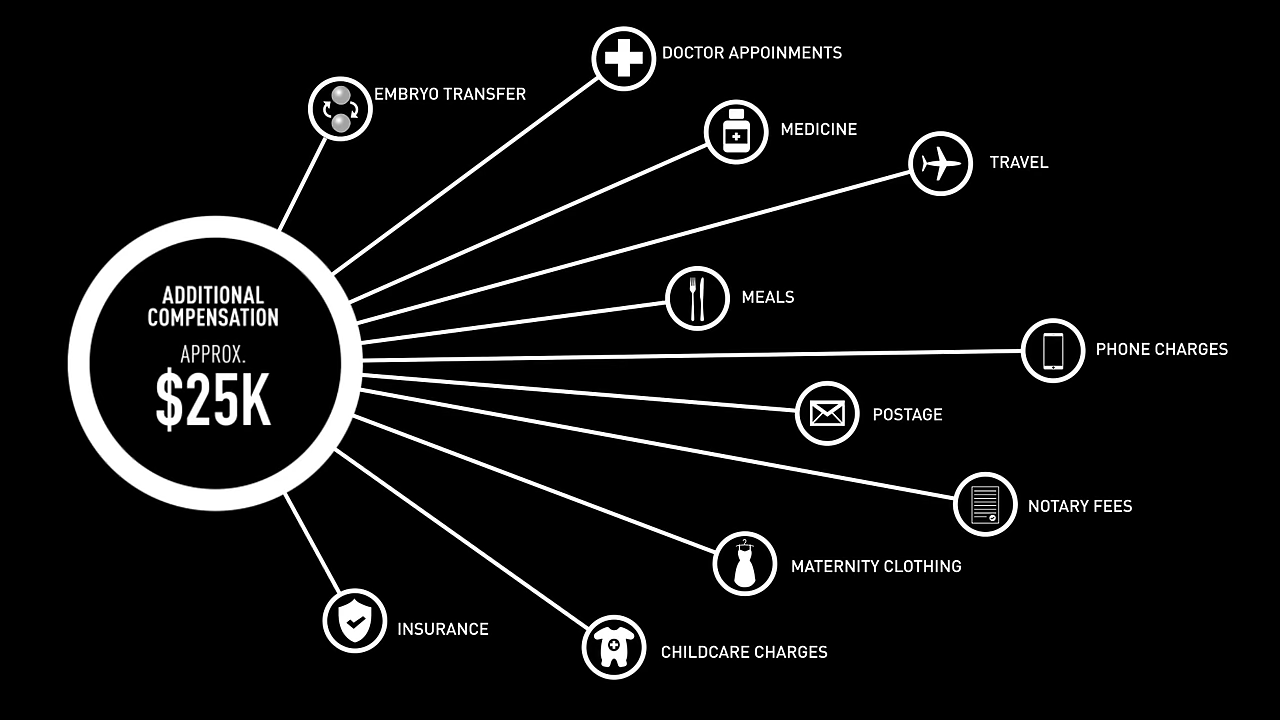 DOCTOR APPOINMENTS
EMBRYO TRANSFER
MEDICINE
TRAVEL
ADDITIONAL
COMPENSATION
APPROX.
$25K
MEALS
PHONE CHARGES
POSTAGE
NOTARY FEES
MATERNITY CLOTHING
INSURANCE
CHILDCARE CHARGES